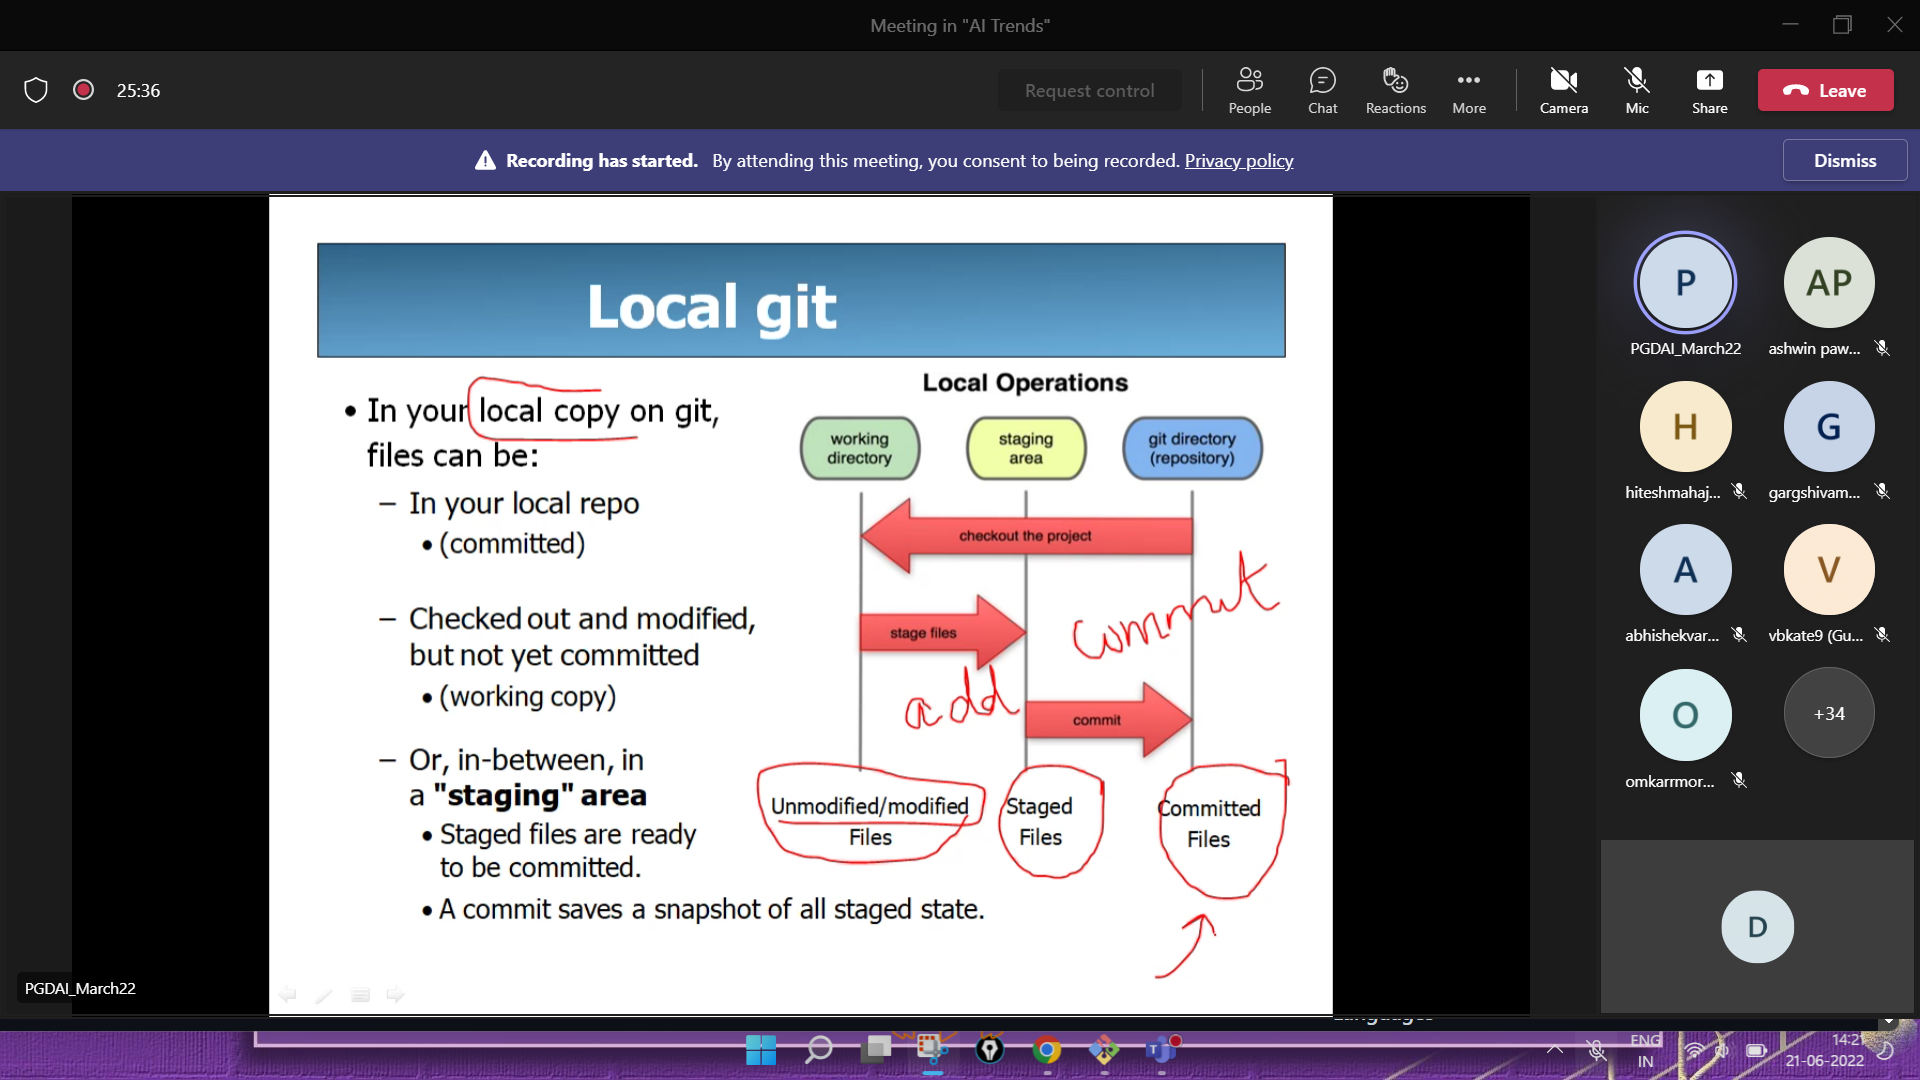 Meeting in "AI Trends"
25:36
Request control
People
Chat
Reactions
More
Camera
Mic
Share
Leave
Recording has started. By attending this meeting, you consent to being recorded. Privacy policy
Dismiss
Local git
• In your local copy on git,
files can be:
– In your local repo
• (committed)
– Checked out and modified,
but not yet committed
• (working copy)
– Or, in-between, in
a "staging" area
• Staged files are ready
to be committed.
• A commit saves a snapshot of all staged state.
Local Operations
working
directory
staging
area
git directory
(repository)
checkout the project
stage files
commit
add
commit
Unmodified/modified
Files
Staged
Files
Committed
Files
P
PGDAI_March22
AP
ashwin paw...
H
hiteshmahaj...
G
gargshivam...
A
abhishekvar...
V
vbkate9 (Gu...
O
omkarrmor...
+34
D
PGDAI_March22
ENG
IN
21-06-2022